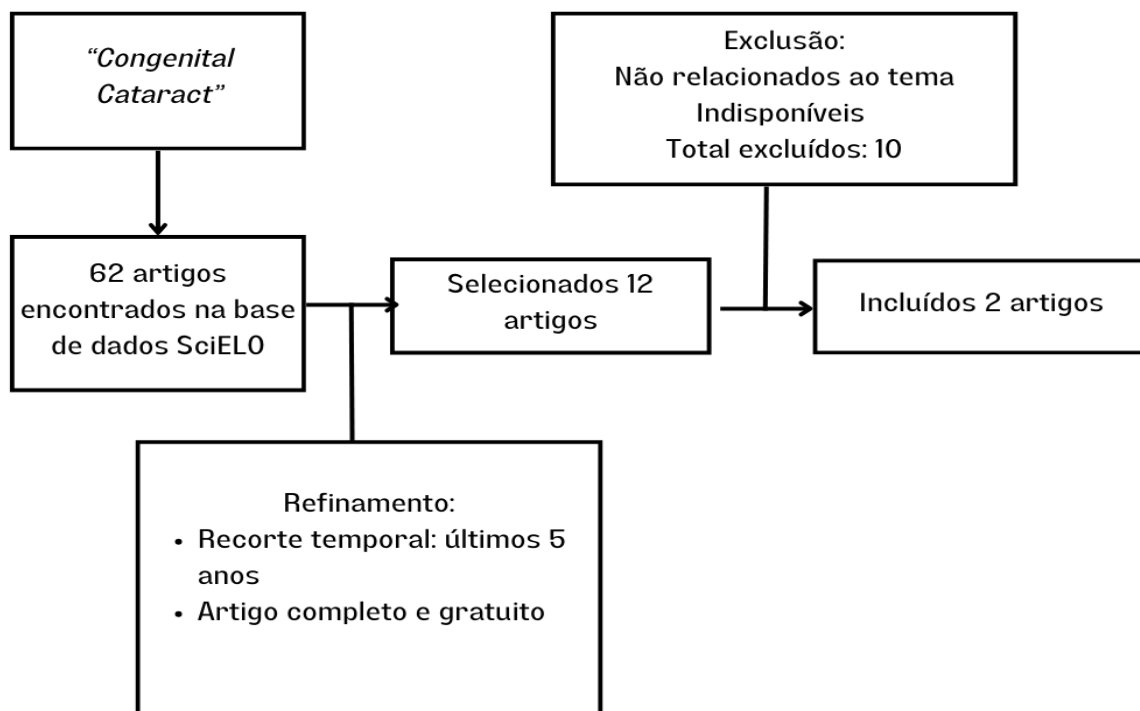 “Congenital
Cataract”
Exclusão:
Não relacionados ao tema
Indisponíveis
Total excluídos: 10
62 artigos
encontrados na base
de dados SciELO
Selecionados 12
artigos
Incluídos 2 artigos
Refinamento:
• Recorte temporal: últimos 5
anos
• Artigo completo e gratuito